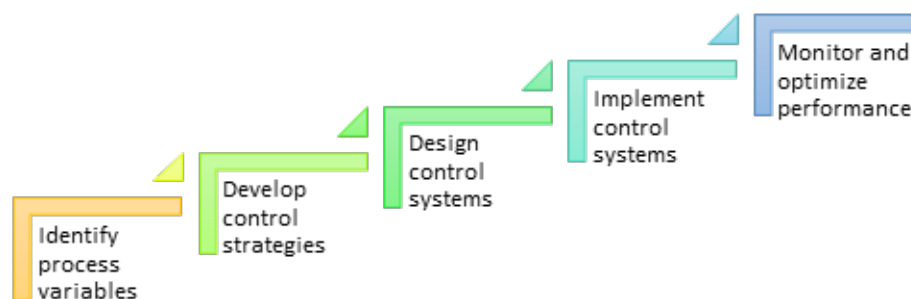 Identify
process
variables
Develop
control
strategies
Design
control
systems
Implement
control
systems
Monitor and
optimize
performance